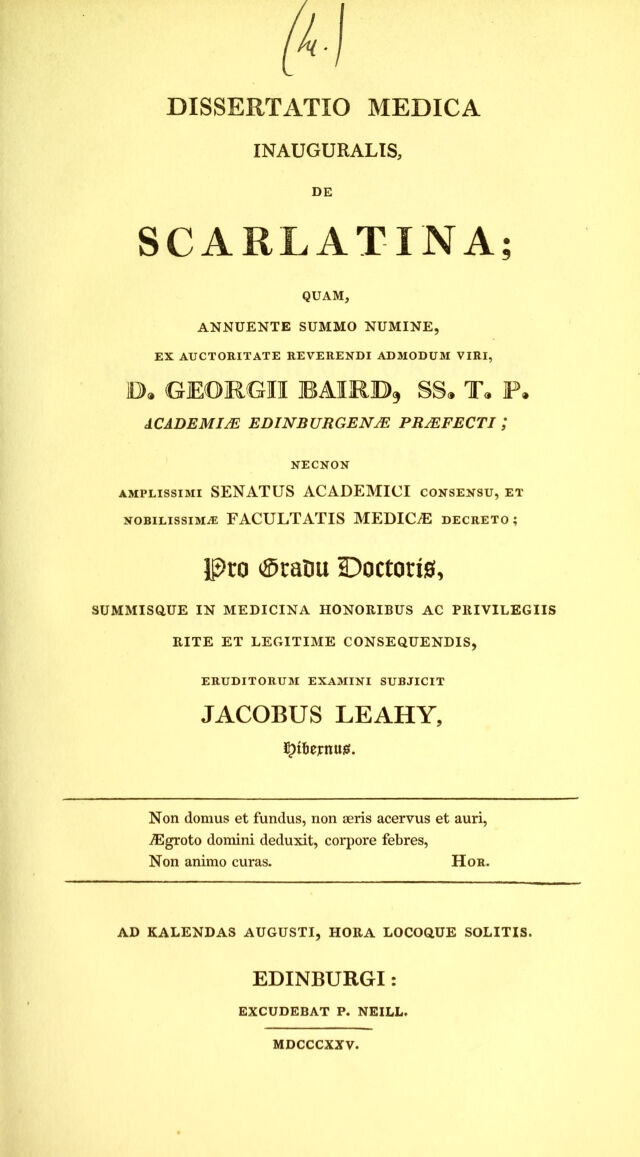 DISSERTATIO MEDICA
INAUGURALIS,
DE
SCARLATINA;
QUAM,
ANNUENTE SUMMO NUMINE,
EX AUCTORITATE REVERENDI ADMODUM VIRI,
D. GEORGII BAIRD, SS. T. P.
ACADEMIÆ EDINBURGENÆ PRÆFECTI;
NECNON
AMPLISSIMI SENATUS ACADEMICI CONSENSU, ET
NOBILISSIMÆ FACULTATIS MEDICÆ DECRETO;
Pro Gradu Doctoris,
SUMMISQUE IN MEDICINA HONORIBUS AC PRIVILEGIIS
RITE ET LEGITIME CONSEQUENDIS,
ERUDITORUM EXAMINI SUBJICIT
JACOBUS LEAHY,
Hibernus.
Non domus et fundus, non æris acervus et auri,
Ægroto domini deduxit, corpore febres,
Non animo curas. HOR.
AD KALENDAS AUGUSTI, HORA LOCOQUE SOLITIS.
EDINBURGI:
EXCUDEBAT P. NEILL.
MDCCCXXV.